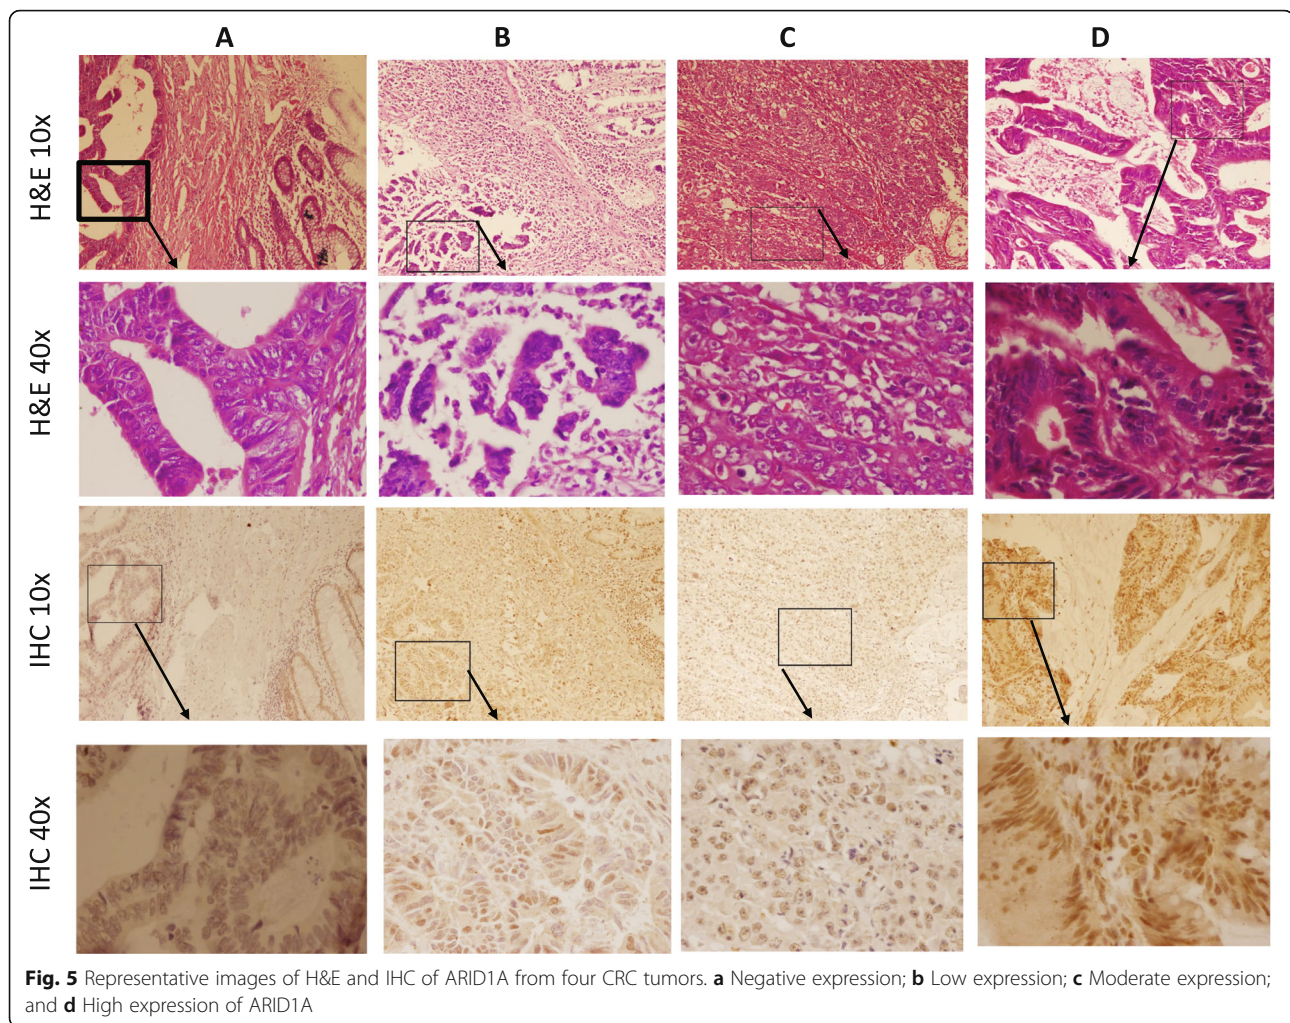 A
B
C
D
H&E 10x
H&E 40x
IHC 10x
IHC 40x
Fig. 5 Representative images of H&E and IHC of ARID1A from four CRC tumors. a Negative expression; b Low expression; c Moderate expression;
and d High expression of ARID1A